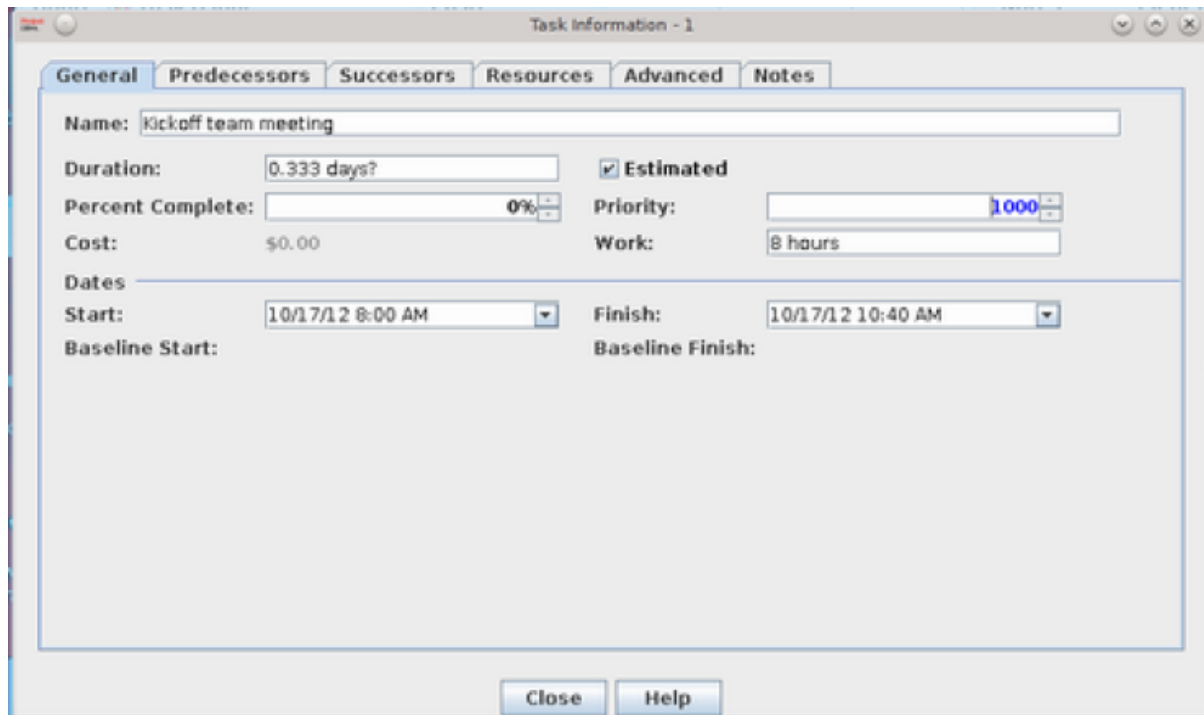 Task Information - 1
General Predecessors Successors Resources Advanced Notes
Name: Kickoff team meeting
Duration: 0.333 days? Estimated
Percent Complete: 0% Priority: 1000
Cost: $0.00 Work: 8 hours
Dates
Start: 10/17/12 8:00 AM Finish: 10/17/12 10:40 AM
Baseline Start: Baseline Finish:
Close Help